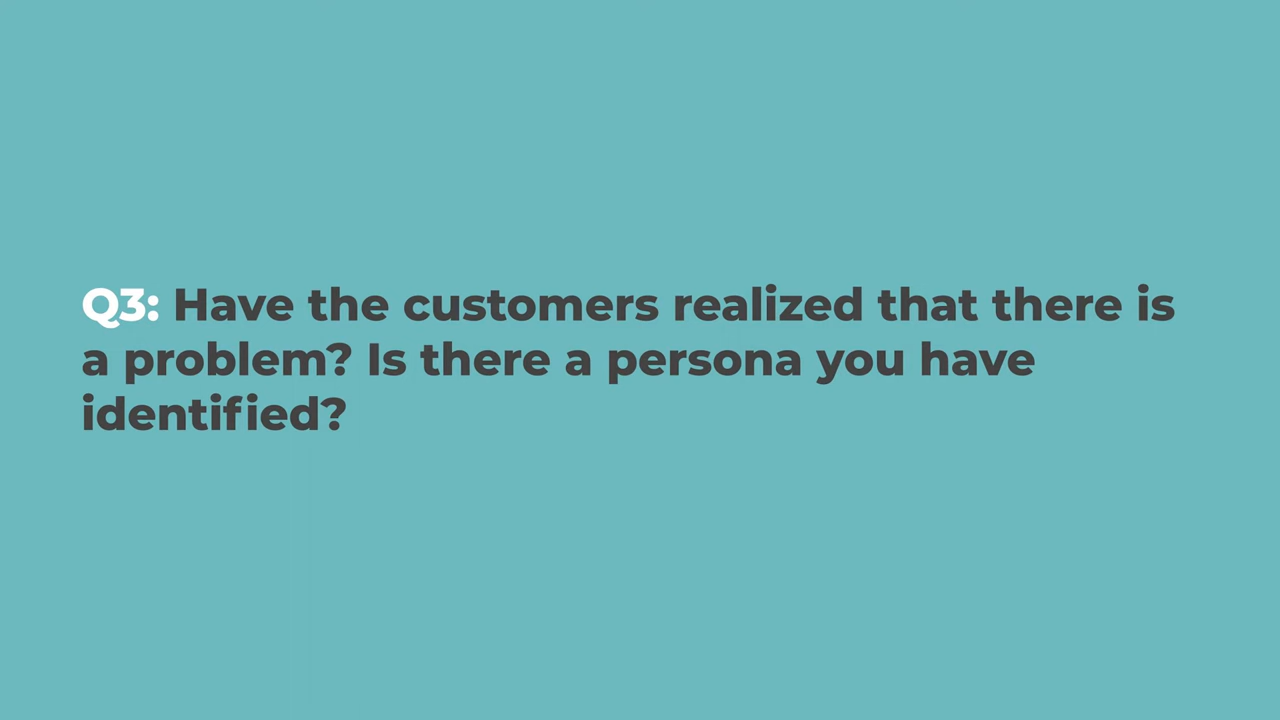 Q3: Have the customers realized that there is
a problem? Is there a persona you have
identified?